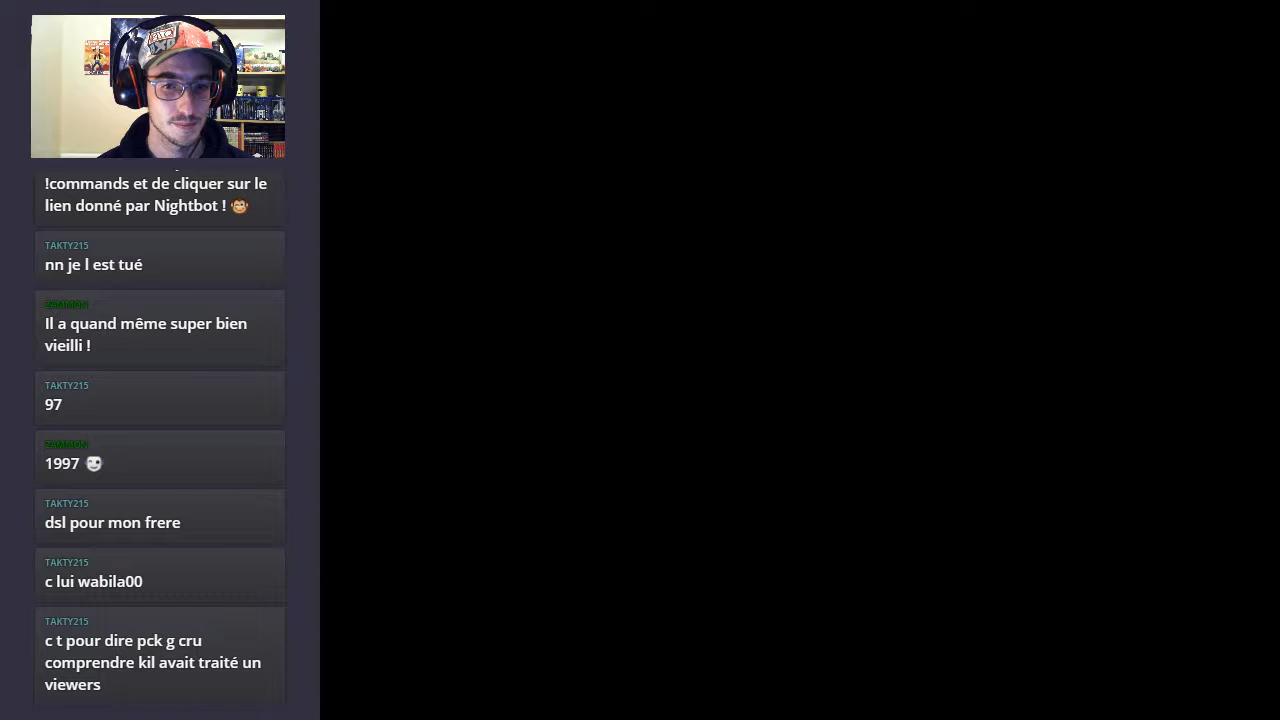 !commands et de cliquer sur le
lien donné par Nightbot !
TAKTY215
nn je l est tué
ZAMMON
Il a quand même super bien
vieilli !
TAKTY215
97
ZAMMON
1997
TAKTY215
dsl pour mon frere
TAKTY215
c lui wabila00
TAKTY215
c t pour dire pck g cru
comprendre kil avait traité un
viewers